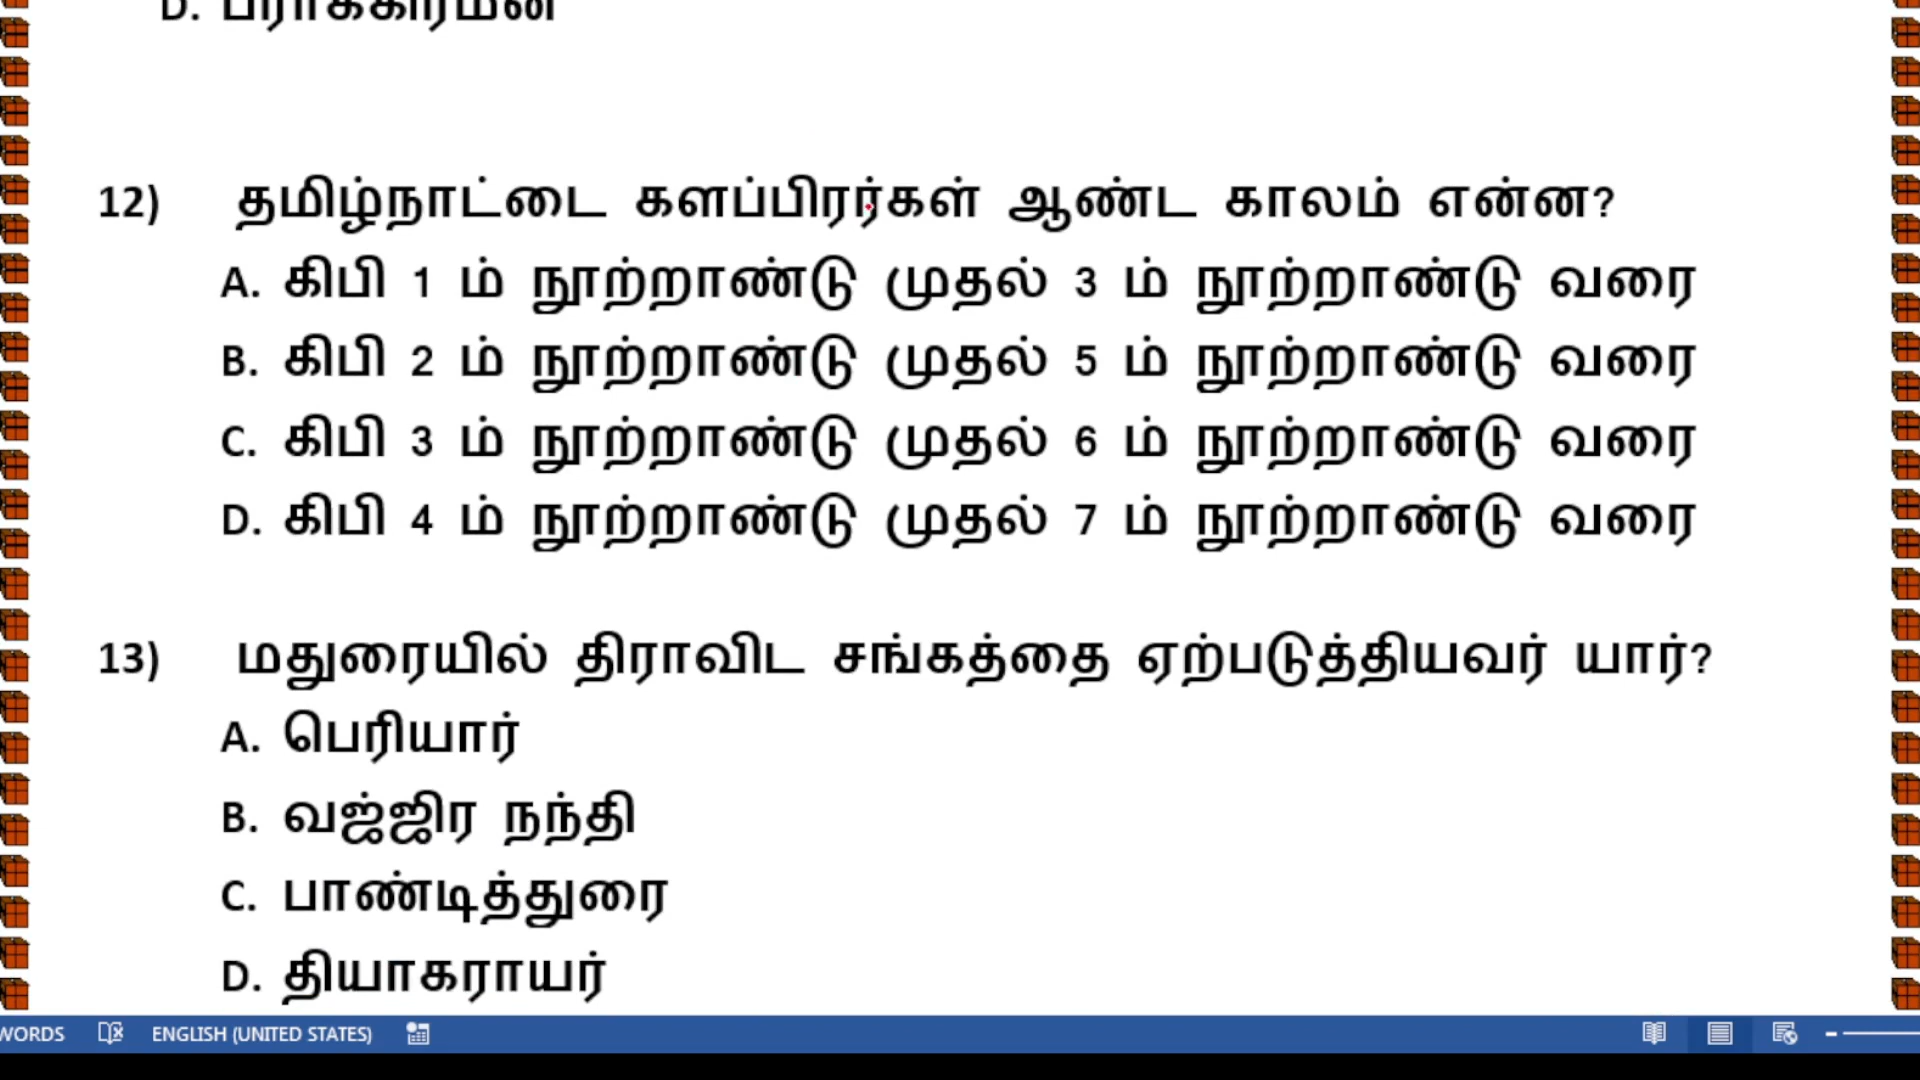 D. பராக்கிரமன்
12) தமிழ்நாட்டை களப்பிரர்கள் ஆண்ட காலம் என்ன?
A. கிபி 1 ம் நூற்றாண்டு முதல் 3 ம் நூற்றாண்டு வரை
B. கிபி 2 ம் நூற்றாண்டு முதல் 5 ம் நூற்றாண்டு வரை
C. கிபி 3 ம் நூற்றாண்டு முதல் 6 ம் நூற்றாண்டு வரை
D. கிபி 4 ம் நூற்றாண்டு முதல் 7 ம் நூற்றாண்டு வரை
13) மதுரையில் திராவிட சங்கத்தை ஏற்படுத்தியவர் யார்?
A. பெரியார்
B. வஜ்ஜிர நந்தி
C. பாண்டித்துரை
D. தியாகராயர்
WORDS ENGLISH (UNITED STATES)